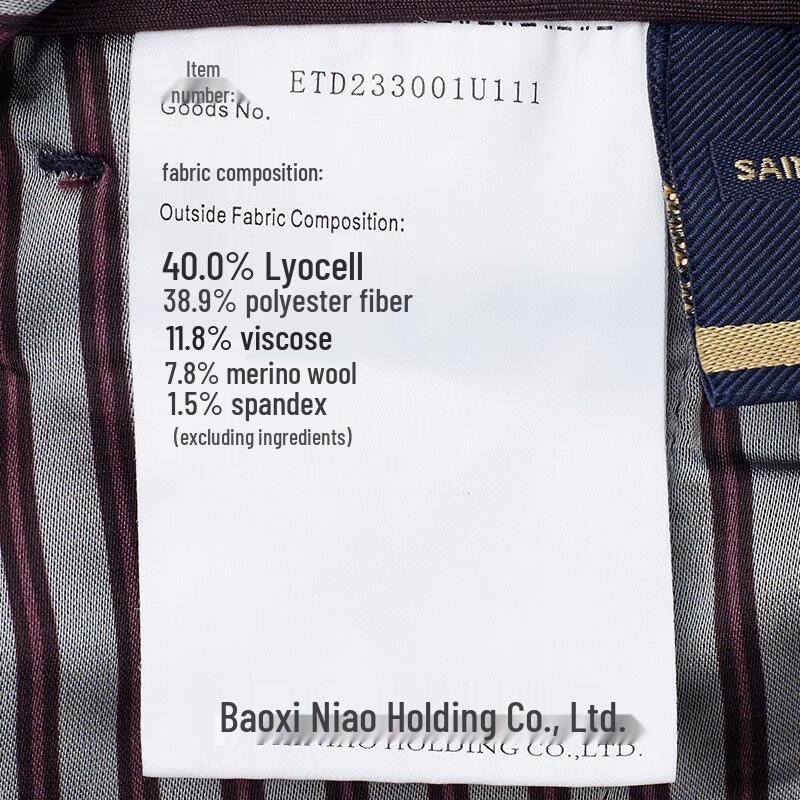 Item
number:
Goods No.
ETD233001U111
fabric composition:
Outside Fabric Composition:
40.0% Lyocell
38.9% polyester fiber
11.8% viscose
7.8% merino wool
1.5% spandex
(excluding ingredients)
Baoxi Niao Holding Co., Ltd.
HOLDING CO.,LTD.